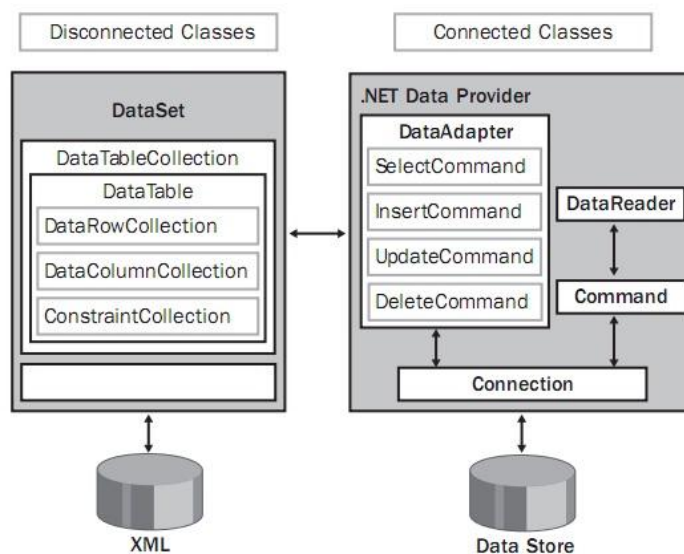 Disconnected Classes
Connected Classes
DataSet
DataTableCollection
DataTable
DataRowCollection
DataColumnCollection
ConstraintCollection
XML
.NET Data Provider
DataAdapter
SelectCommand
InsertCommand
UpdateCommand
DeleteCommand
DataReader
Command
Connection
Data Store